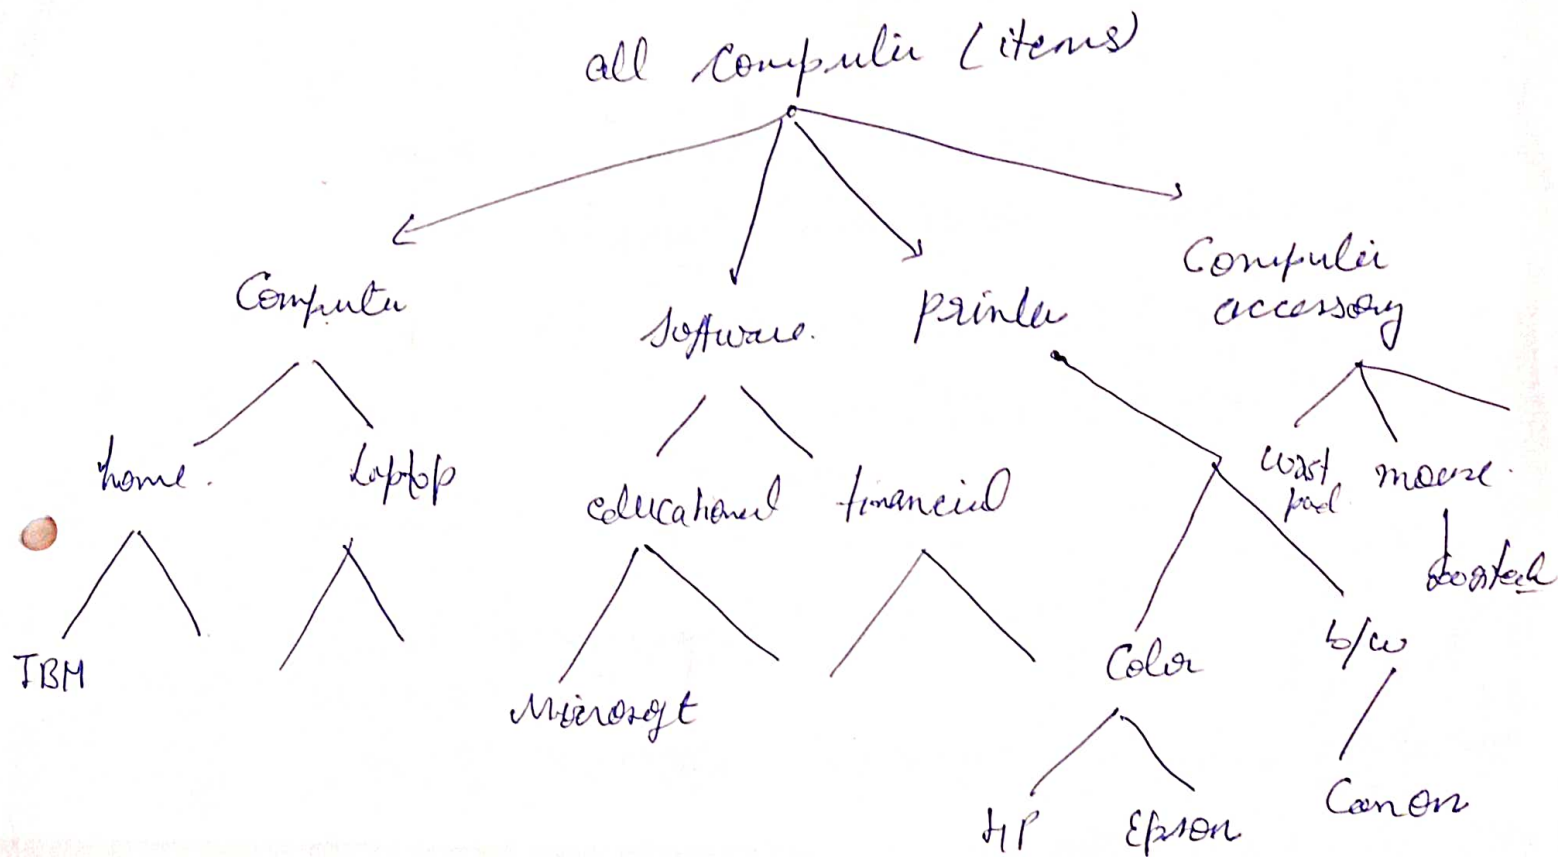 all Computer (items)
Computer
Software.
Printer
Computer
accessory
home.
Laptop
educational
financial
wrist
pad
mouse.
Color
b/w
IBM
Microsoft
HP
Epson
Canon